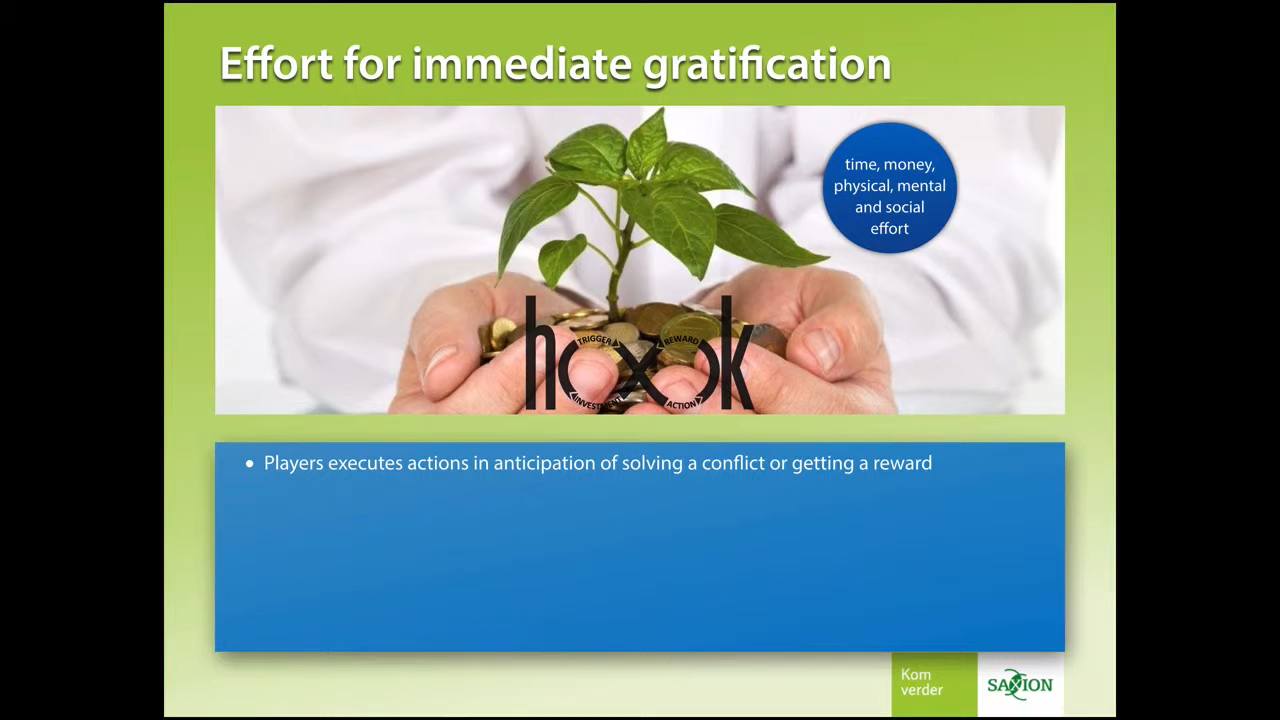 Effort for immediate gratification
time, money,
physical, mental
and social
effort
hook
TRIGGER
REWARD
INVESTMENT
ACTION
• Players executes actions in anticipation of solving a conflict or getting a reward
Kom
verder
SAXION